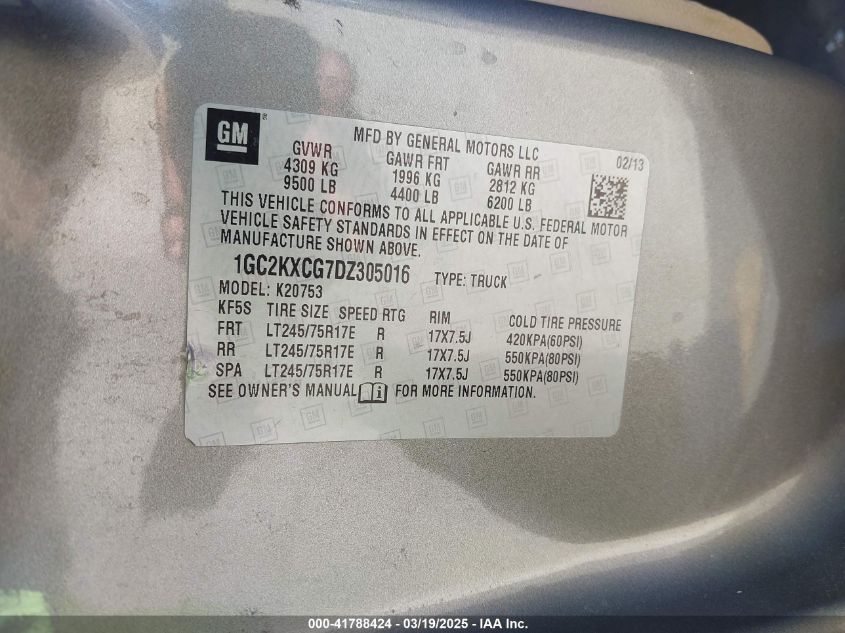 GM
MFD BY GENERAL MOTORS LLC
02/13
GVWR GAWR FRT GAWR RR
4309 KG 1996 KG 2812 KG
9500 LB 4400 LB 6200 LB
THIS VEHICLE CONFORMS TO ALL APPLICABLE U.S. FEDERAL MOTOR
VEHICLE SAFETY STANDARDS IN EFFECT ON THE DATE OF
MANUFACTURE SHOWN ABOVE.
1GC2KXCG7DZ305016 TYPE: TRUCK
MODEL: K20753
KF5S TIRE SIZE SPEED RTG RIM COLD TIRE PRESSURE
FRT LT245/75R17E R 17X7.5J 420KPA(60PSI)
RR LT245/75R17E R 17X7.5J 550KPA(80PSI)
SPA LT245/75R17E R 17X7.5J 550KPA(80PSI)
SEE OWNER'S MANUAL FOR MORE INFORMATION.
000-41788424 - 03/19/2025 - IAA Inc.